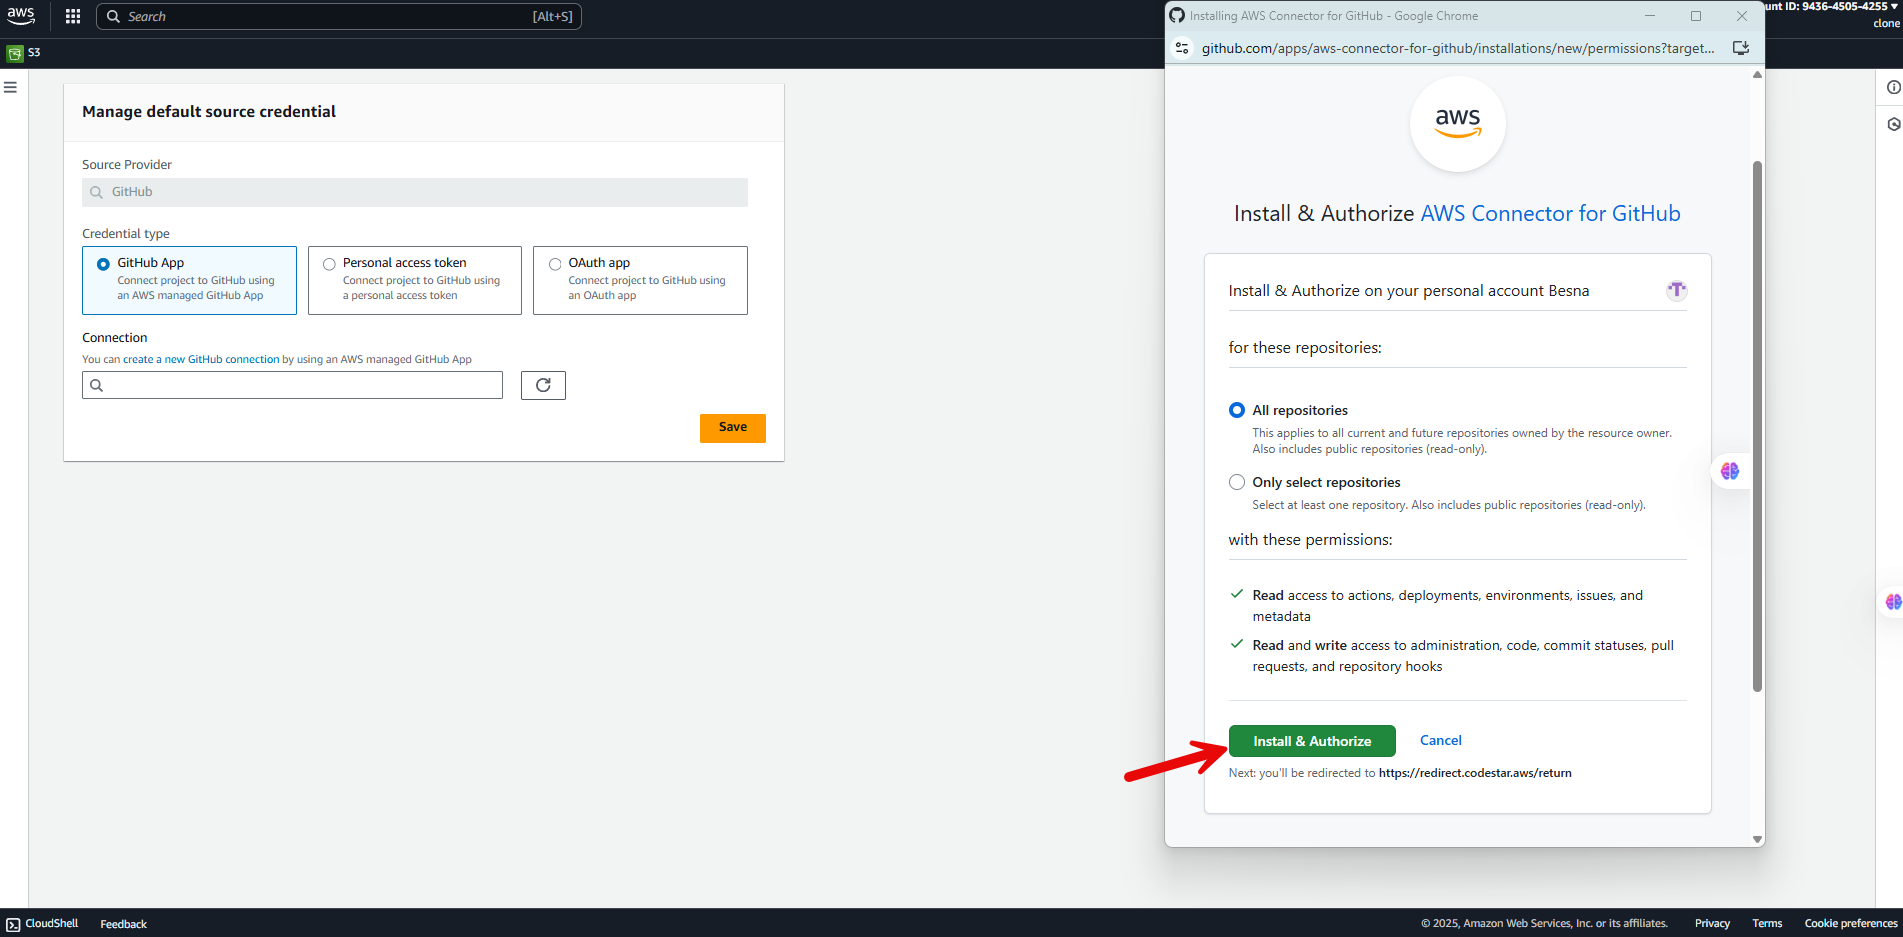 aws
Search
[Alt+S]
unt ID: 9436-4505-4255
clone
S3
Manage default source credential
Source Provider
GitHub
Credential type
GitHub App
Connect project to GitHub using
an AWS managed GitHub App
Personal access token
Connect project to GitHub using
a personal access token
OAuth app
Connect project to GitHub using
an OAuth app
Connection
You can create a new GitHub connection by using an AWS managed GitHub App
Save
Installing AWS Connector for GitHub - Google Chrome
github.com/apps/aws-connector-for-github/installations/new/permissions?target...
aws
Install & Authorize AWS Connector for GitHub
Install & Authorize on your personal account Besna
for these repositories:
All repositories
This applies to all current and future repositories owned by the resource owner.
Also includes public repositories (read-only).
Only select repositories
Select at least one repository. Also includes public repositories (read-only).
with these permissions:
Read access to actions, deployments, environments, issues, and
metadata
Read and write access to administration, code, commit statuses, pull
requests, and repository hooks
Install & Authorize
Cancel
Next: you'll be redirected to https://redirect.codestar.aws/return
CloudShell
Feedback
© 2025, Amazon Web Services, Inc. or its affiliates.
Privacy
Terms
Cookie preferences